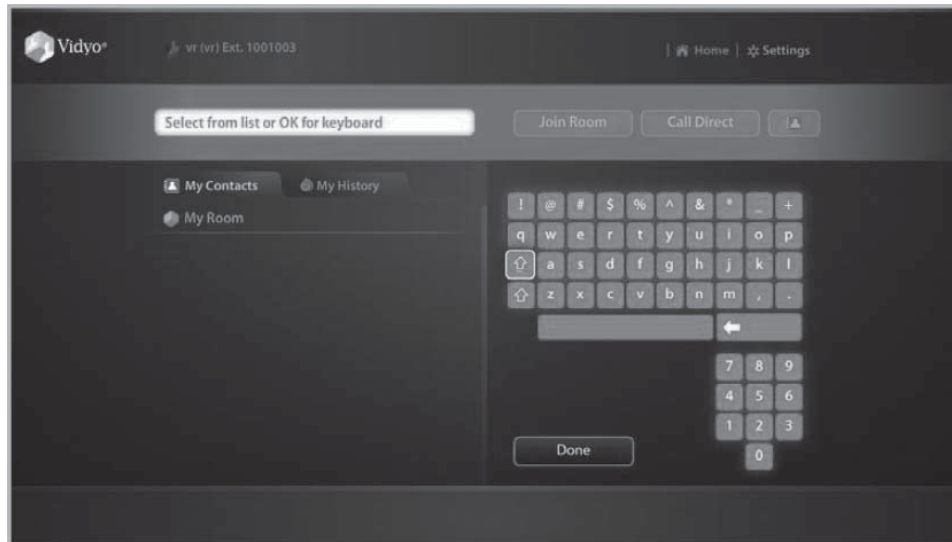 Vidyo®
vr (vr) Ext. 1001003
Home | Settings
Select from list or OK for keyboard
Join Room
Call Direct
My Contacts
My History
My Room
! @ # $ % ^ & * _ +
q w e r t y u i o p
a s d f g h j k l
z x c v b n m , .
7 8 9
4 5 6
1 2 3
Done
0